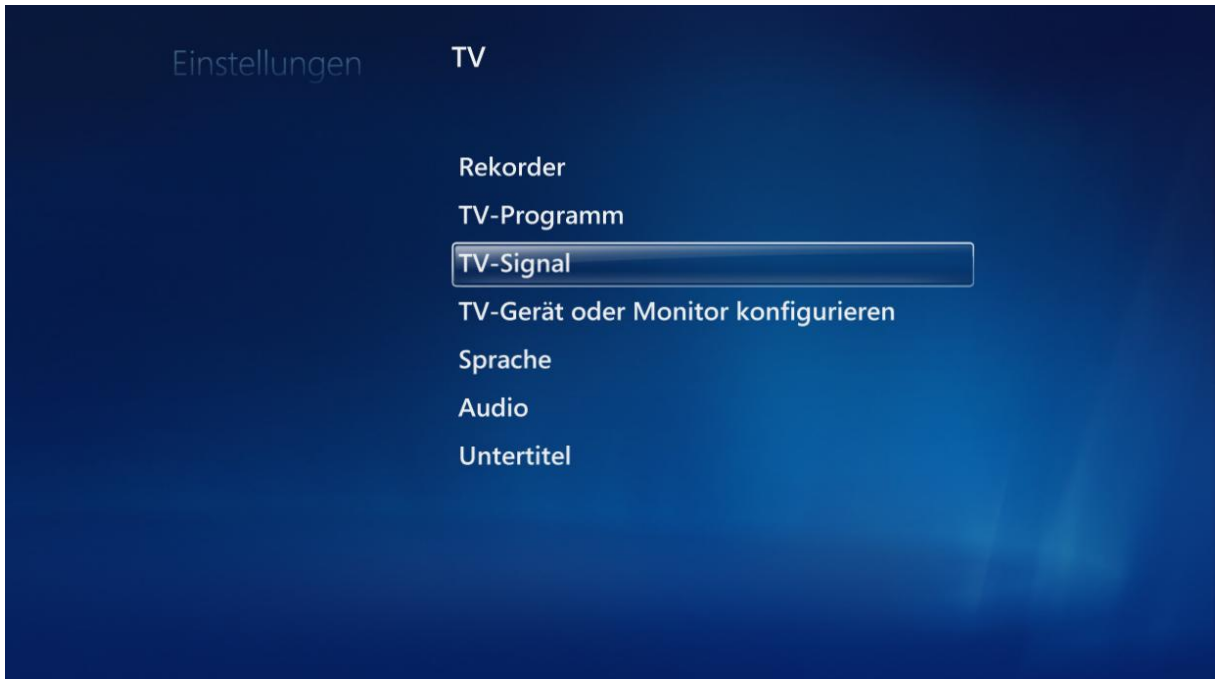 Einstellungen
TV
Rekorder
TV-Programm
TV-Signal
TV-Gerät oder Monitor konfigurieren
Sprache
Audio
Untertitel